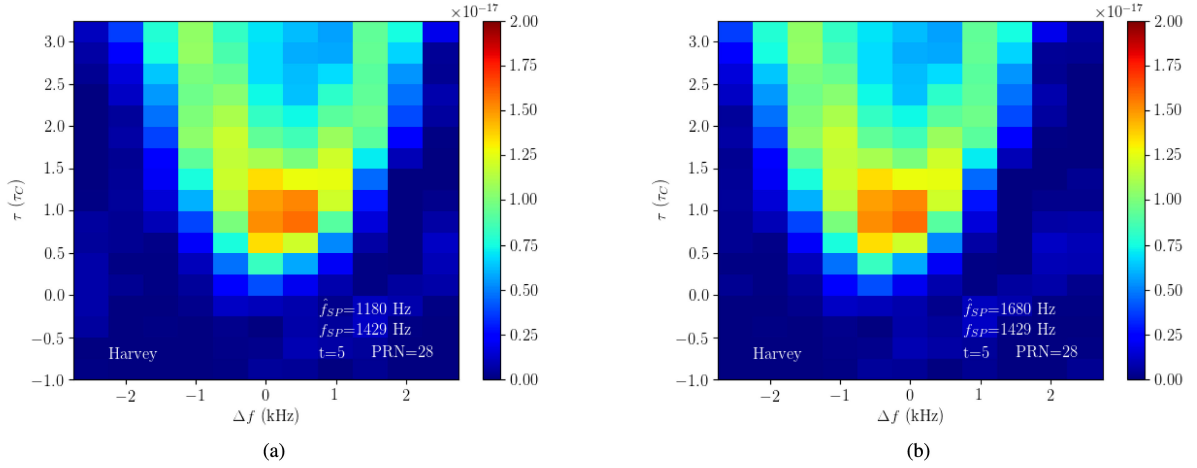 ×10⁻¹⁷
×10⁻¹⁷
3.0
2.5
2.0
1.5
1.0
0.5
0.0
−0.5
−1.0
τ (τ_C)
−2 −1 0 1 2
Δf (kHz)
f̂_SP=1180 Hz
f_SP=1429 Hz
Harvey t=5 PRN=28
2.00
1.75
1.50
1.25
1.00
0.75
0.50
0.25
0.00
(a)
3.0
2.5
2.0
1.5
1.0
0.5
0.0
−0.5
−1.0
τ (τ_C)
−2 −1 0 1 2
Δf (kHz)
f̂_SP=1680 Hz
f_SP=1429 Hz
Harvey t=5 PRN=28
2.00
1.75
1.50
1.25
1.00
0.75
0.50
0.25
0.00
(b)